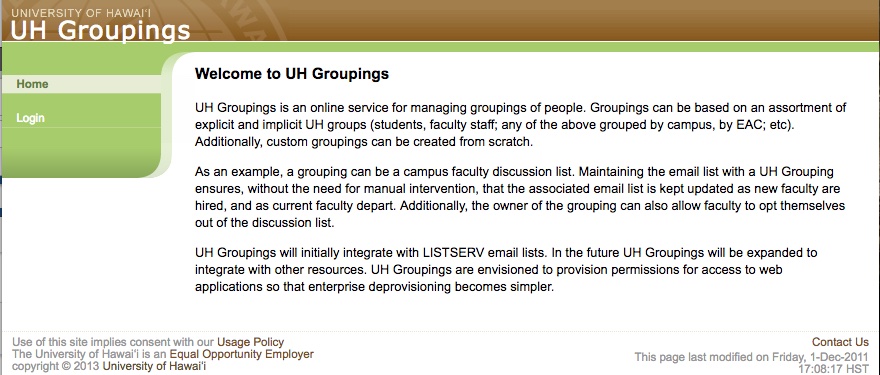 UNIVERSITY OF HAWAI‘I
UH Groupings
Home
Login
Welcome to UH Groupings
UH Groupings is an online service for managing groupings of people. Groupings can be based on an assortment of
explicit and implicit UH groups (students, faculty staff; any of the above grouped by campus, by EAC; etc).
Additionally, custom groupings can be created from scratch.
As an example, a grouping can be a campus faculty discussion list. Maintaining the email list with a UH Grouping
ensures, without the need for manual intervention, that the associated email list is kept updated as new faculty are
hired, and as current faculty depart. Additionally, the owner of the grouping can also allow faculty to opt themselves
out of the discussion list.
UH Groupings will initially integrate with LISTSERV email lists. In the future UH Groupings will be expanded to
integrate with other resources. UH Groupings are envisioned to provision permissions for access to web
applications so that enterprise deprovisioning becomes simpler.
Use of this site implies consent with our Usage Policy
The University of Hawai‘i is an Equal Opportunity Employer
copyright © 2013 University of Hawai‘i
Contact Us
This page last modified on Friday, 1-Dec-2011
17:08:17 HST